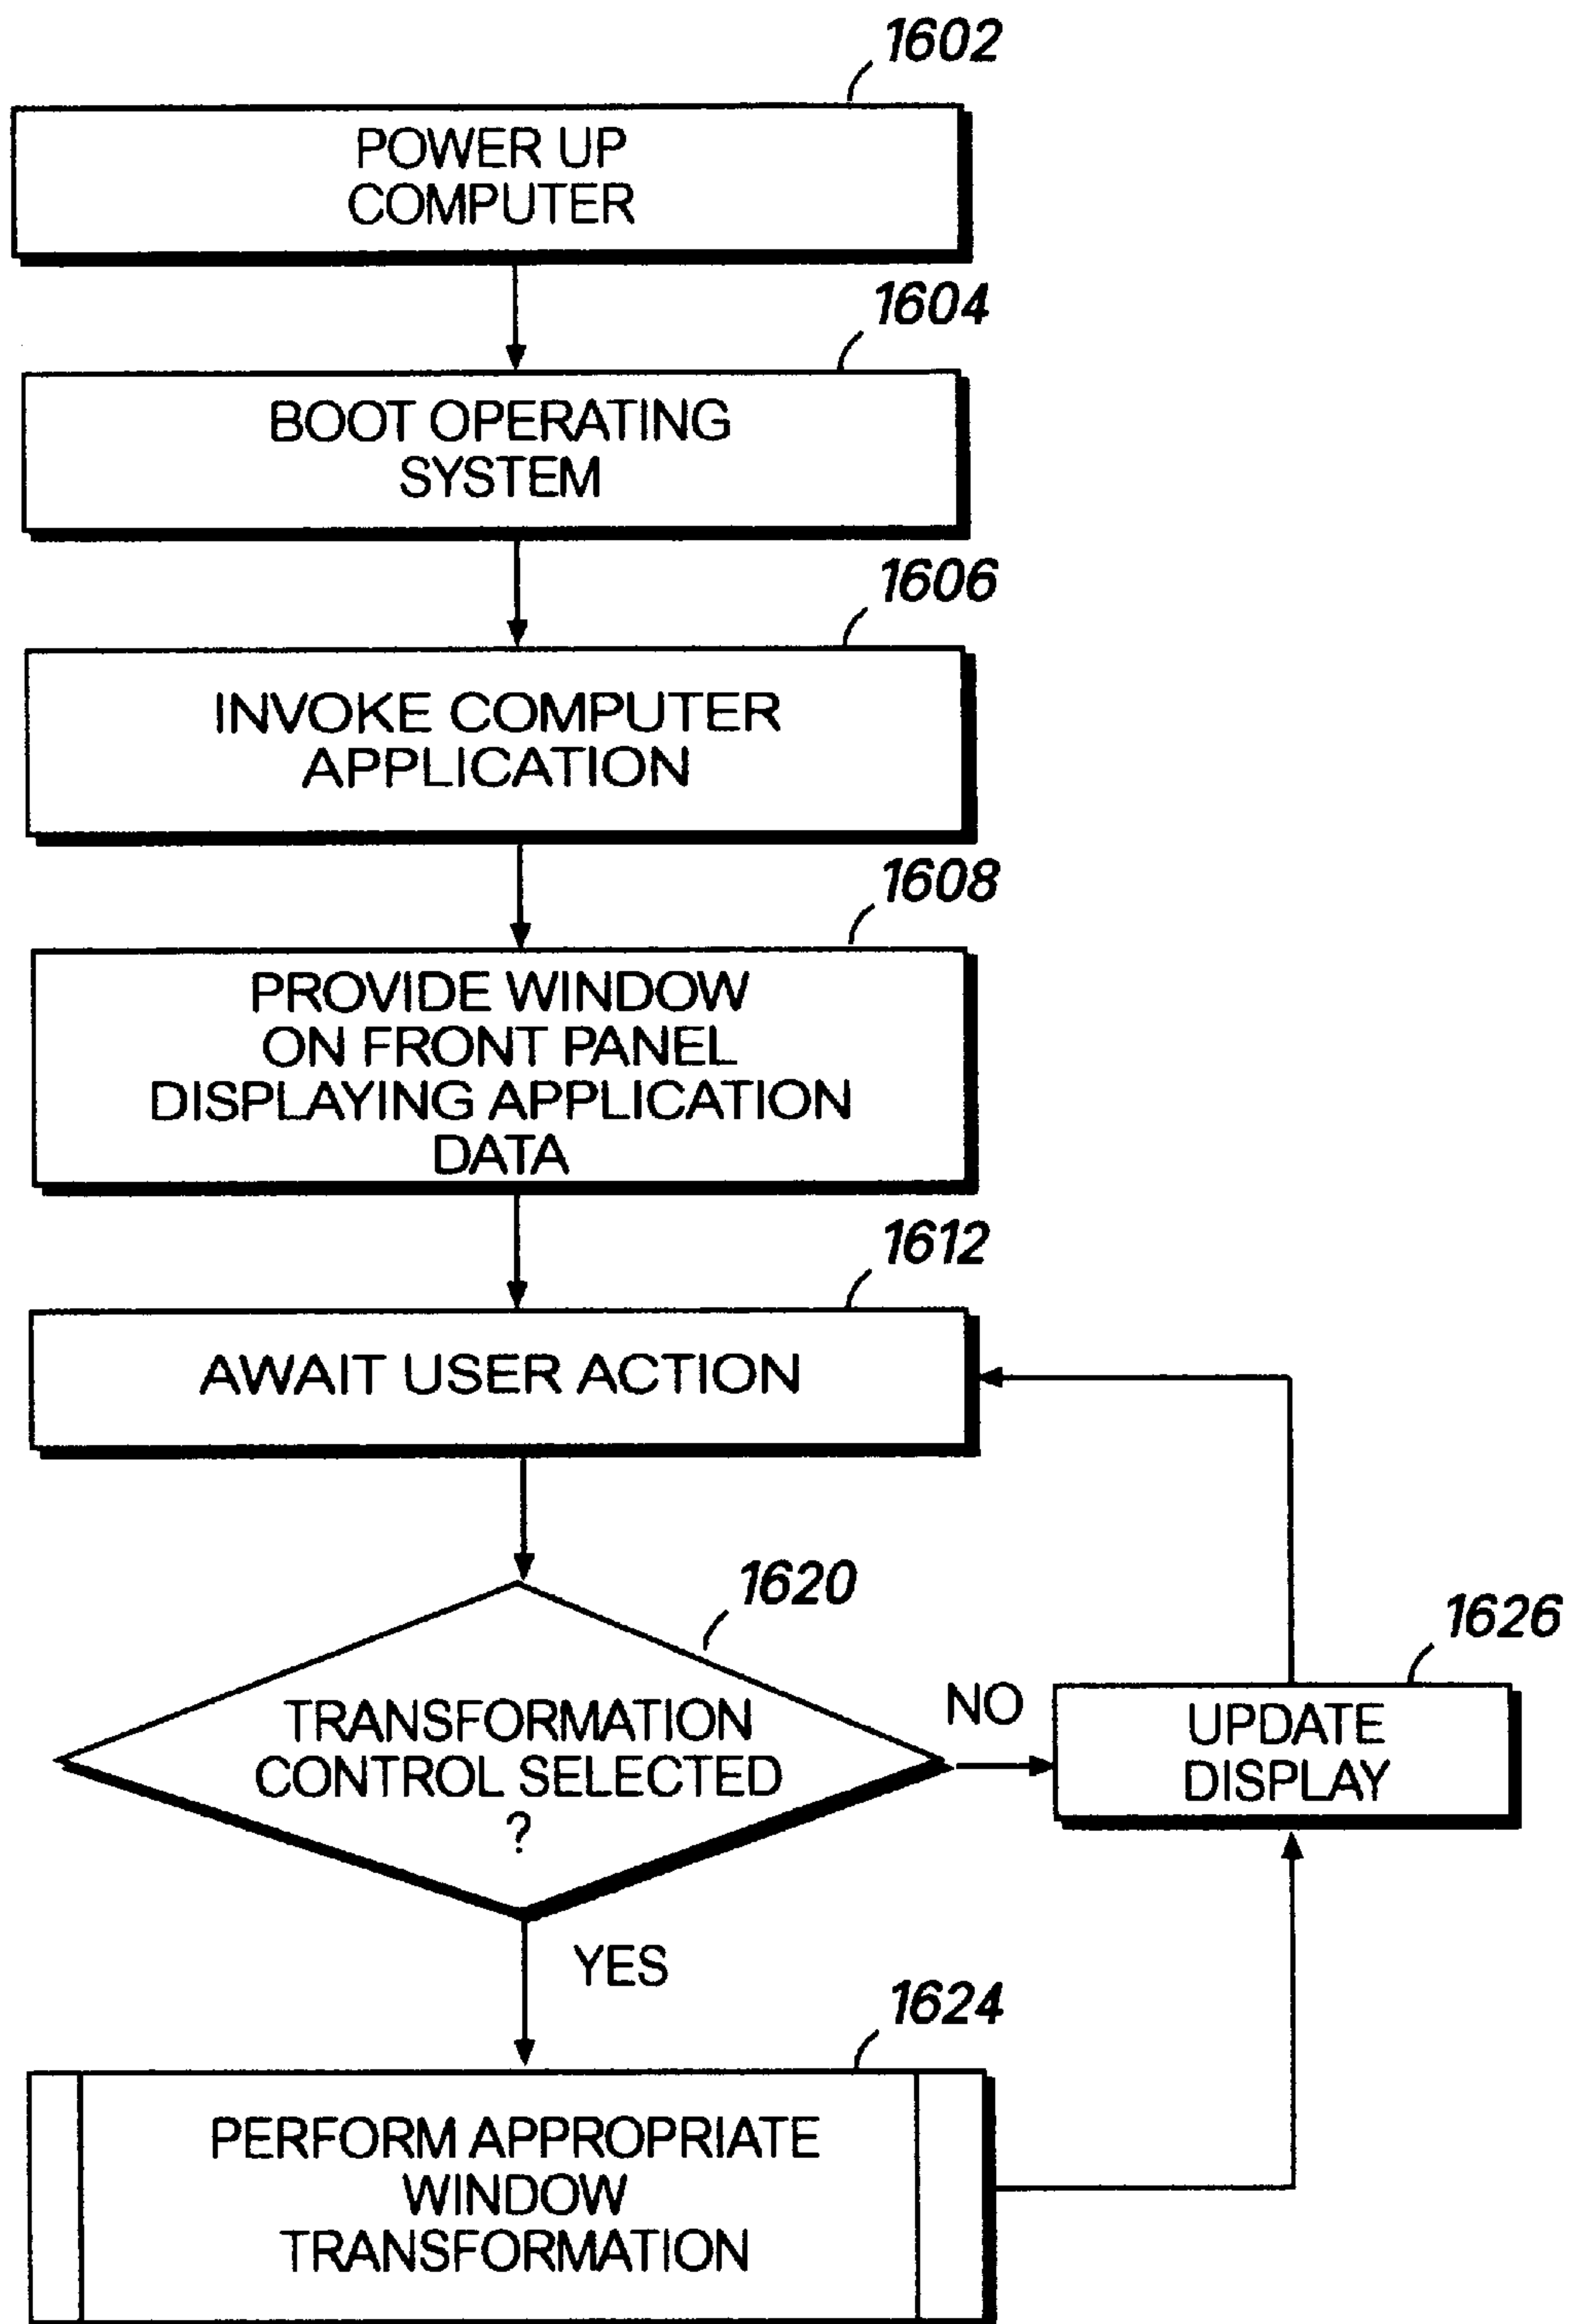 1602
POWER UP
COMPUTER
1604
BOOT OPERATING
SYSTEM
1606
INVOKE COMPUTER
APPLICATION
1608
PROVIDE WINDOW
ON FRONT PANEL
DISPLAYING APPLICATION
DATA
1612
AWAIT USER ACTION
1620
TRANSFORMATION
CONTROL SELECTED
?
NO
1626
UPDATE
DISPLAY
YES
1624
PERFORM APPROPRIATE
WINDOW
TRANSFORMATION